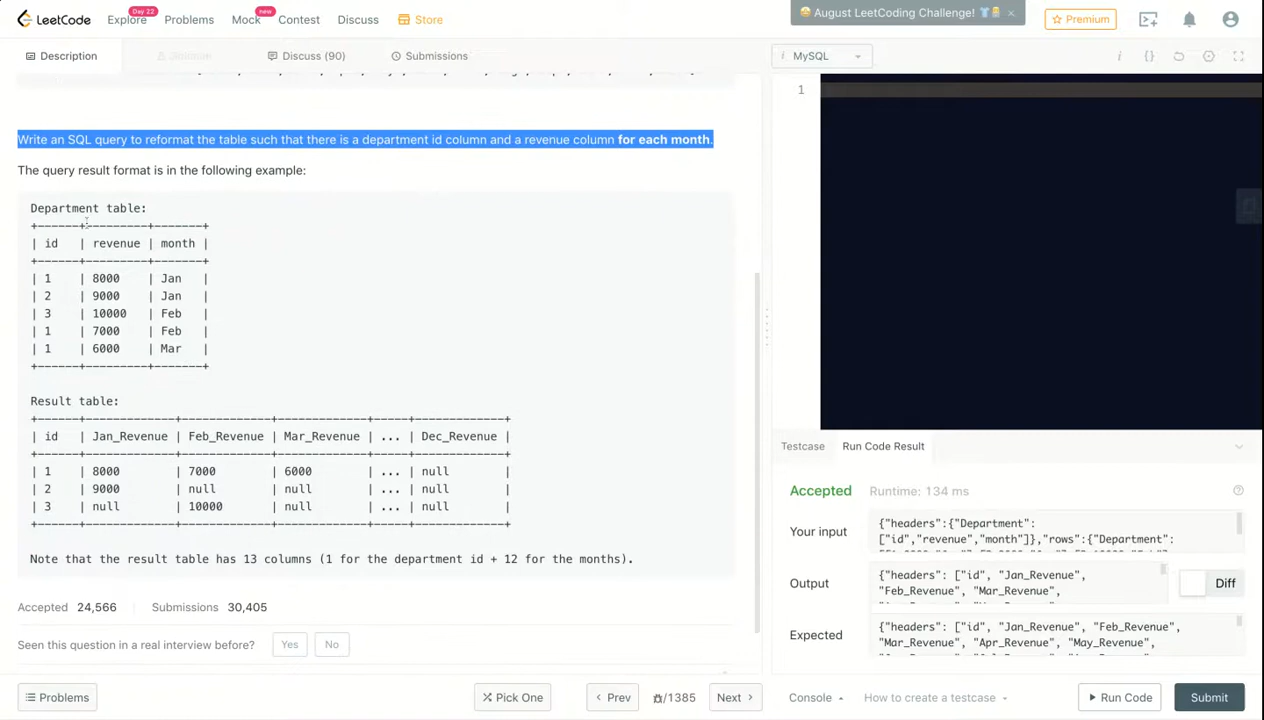 LeetCode
Explore
Day 22
Problems
Mock
new
Contest
Discuss
Store
🤩 August LeetCoding Challenge!
×
Premium
Description
Discuss (90)
Submissions
MySQL
1
Write an SQL query to reformat the table such that there is a department id column and a revenue column for each month.
The query result format is in the following example:
Department table:
+------+---------+-------+
| id   | revenue | month |
+------+---------+-------+
| 1    | 8000    | Jan   |
| 2    | 9000    | Jan   |
| 3    | 10000   | Feb   |
| 1    | 7000    | Feb   |
| 1    | 6000    | Mar   |
+------+---------+-------+
Result table:
+------+-------------+-------------+-------------+-----+-------------+
| id   | Jan_Revenue | Feb_Revenue | Mar_Revenue | ... | Dec_Revenue |
+------+-------------+-------------+-------------+-----+-------------+
| 1    | 8000        | 7000        | 6000        | ... | null        |
| 2    | 9000        | null        | null        | ... | null        |
| 3    | null        | 10000       | null        | ... | null        |
+------+-------------+-------------+-------------+-----+-------------+
Note that the result table has 13 columns (1 for the department id + 12 for the months).
Accepted 24,566 Submissions 30,405
Seen this question in a real interview before? Yes No
Testcase
Run Code Result
Accepted Runtime: 134 ms
Your input
{"headers":{"Department":
["id","revenue","month"]},"rows":{"Department":
Output
{"headers": ["id", "Jan_Revenue",
"Feb_Revenue", "Mar_Revenue",
Diff
Expected
{"headers": ["id", "Jan_Revenue", "Feb_Revenue",
"Mar_Revenue", "Apr_Revenue", "May_Revenue",
Problems
Pick One
Prev
/1385
Next
Console
How to create a testcase
Run Code
Submit